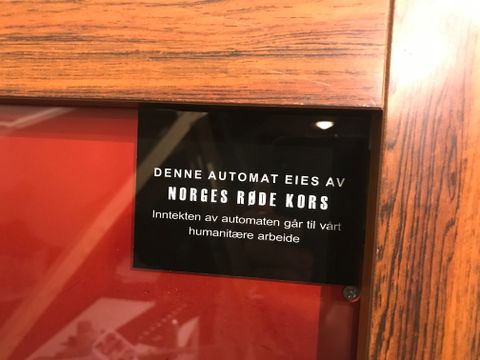 DENNE AUTOMAT EIES AV
NORGES RØDE KORS
Inntekten av automaten går til vårt
humanitære arbeide